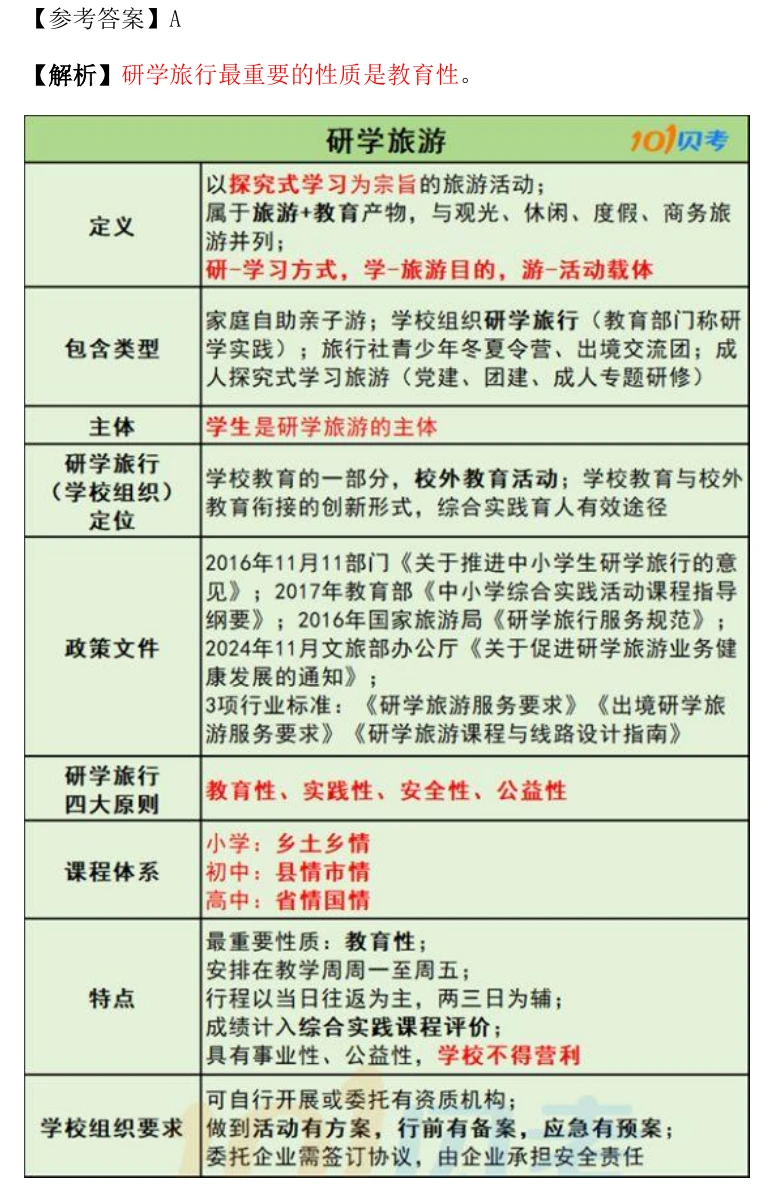 【参考答案】A
【解析】研学旅行最重要的性质是教育性。
研学旅游
101贝考
定义
以探究式学习为宗旨的旅游活动；
属于旅游+教育产物，与观光、休闲、度假、商务旅
游并列；
研-学习方式，学-旅游目的，游-活动载体
包含类型
家庭自助亲子游；学校组织研学旅行（教育部门称研
学实践）；旅行社青少年冬夏令营、出境交流团；成
人探究式学习旅游（党建、团建、成人专题研修）
主体
学生是研学旅游的主体
研学旅行
（学校组织）
定位
学校教育的一部分，校外教育活动；学校教育与校外
教育衔接的创新形式，综合实践育人有效途径
政策文件
2016年11月11部门《关于推进中小学生研学旅行的意
见》；2017年教育部《中小学综合实践活动课程指导
纲要》；2016年国家旅游局《研学旅行服务规范》；
2024年11月文旅部办公厅《关于促进研学旅游业务健
康发展的通知》；
3项行业标准：《研学旅游服务要求》《出境研学旅
游服务要求》《研学旅游课程与线路设计指南》
研学旅行
四大原则
教育性、实践性、安全性、公益性
课程体系
小学：乡土乡情
初中：县情市情
高中：省情国情
特点
最重要性质：教育性；
安排在教学周周一至周五；
行程以当日往返为主，两三日为辅；
成绩计入综合实践课程评价；
具有事业性、公益性，学校不得营利
学校组织要求
可自行开展或委托有资质机构；
做到活动有方案，行前有备案，应急有预案；
委托企业需签订协议，由企业承担安全责任